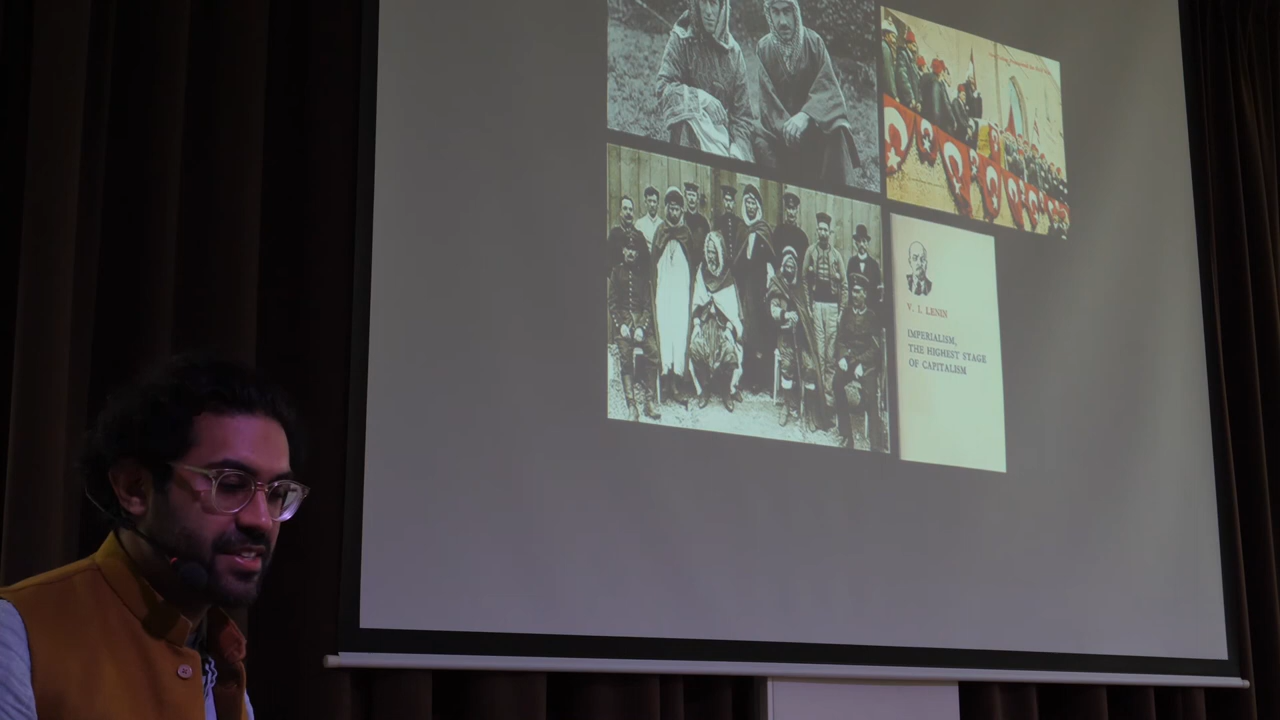 V. I. LENIN
IMPERIALISM,
THE HIGHEST STAGE
OF CAPITALISM